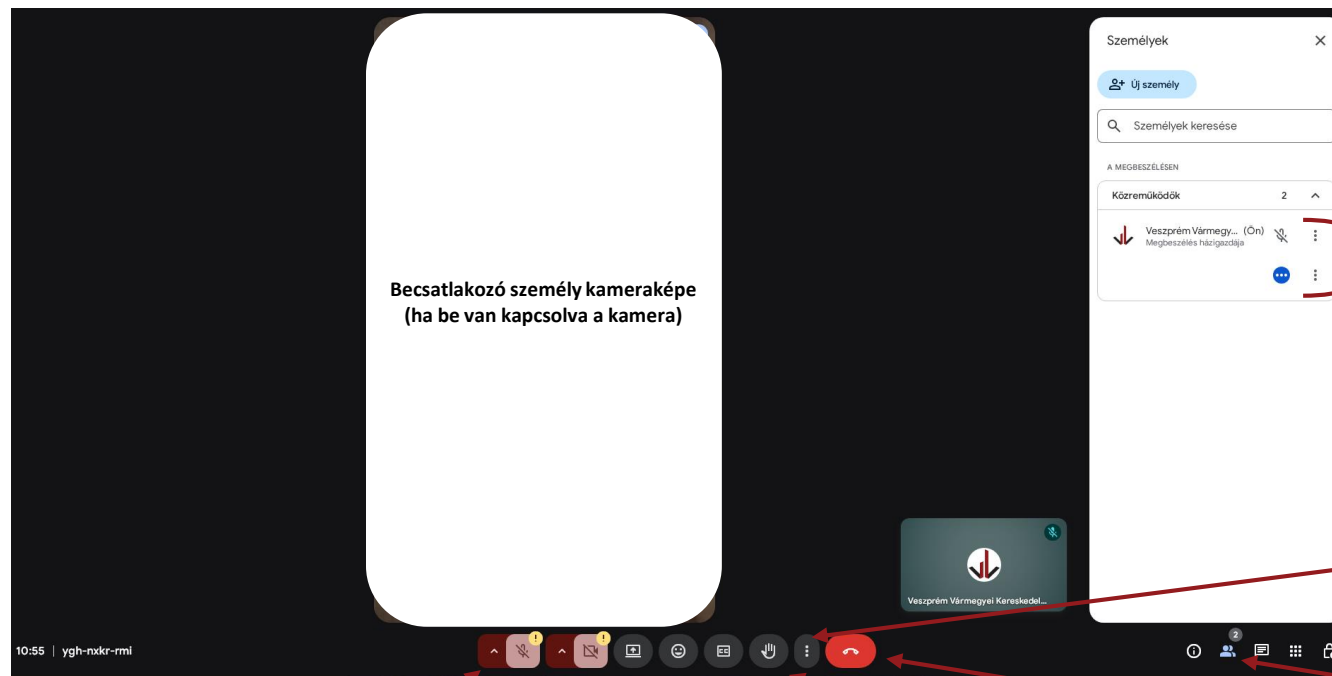 Személyek
Új személy
Személyek keresése
A MEGBESZÉLÉSEN
Közreműködők 2
Veszprém Vármegy... (Ön)
Megbeszélés házigazdája
Becsatlakozó személy kameraképe
(ha be van kapcsolva a kamera)
Veszprém Vármegyei Kereskedel...
10:55 | ygh-nxkr-rmi
2